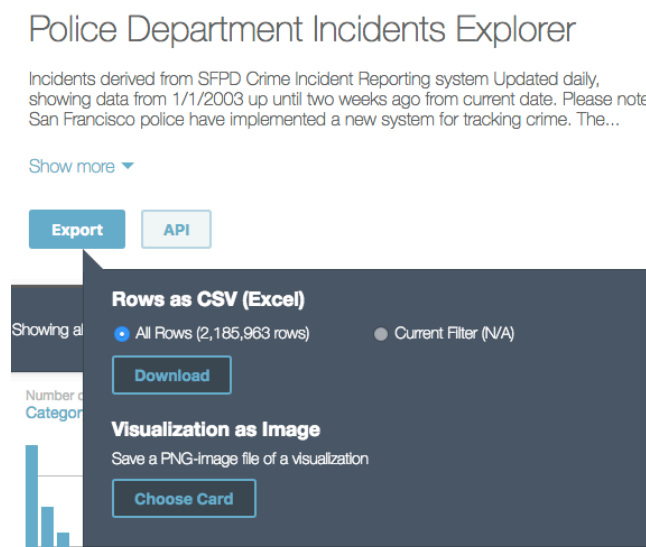 Police Department Incidents Explorer
Incidents derived from SFPD Crime Incident Reporting system Updated daily,
showing data from 1/1/2003 up until two weeks ago from current date. Please note
San Francisco police have implemented a new system for tracking crime. The...
Show more
Export
API
Rows as CSV (Excel)
Showing al
All Rows (2,185,963 rows)
Current Filter (N/A)
Download
Number o
Categor
Visualization as Image
Save a PNG-image file of a visualization
Choose Card